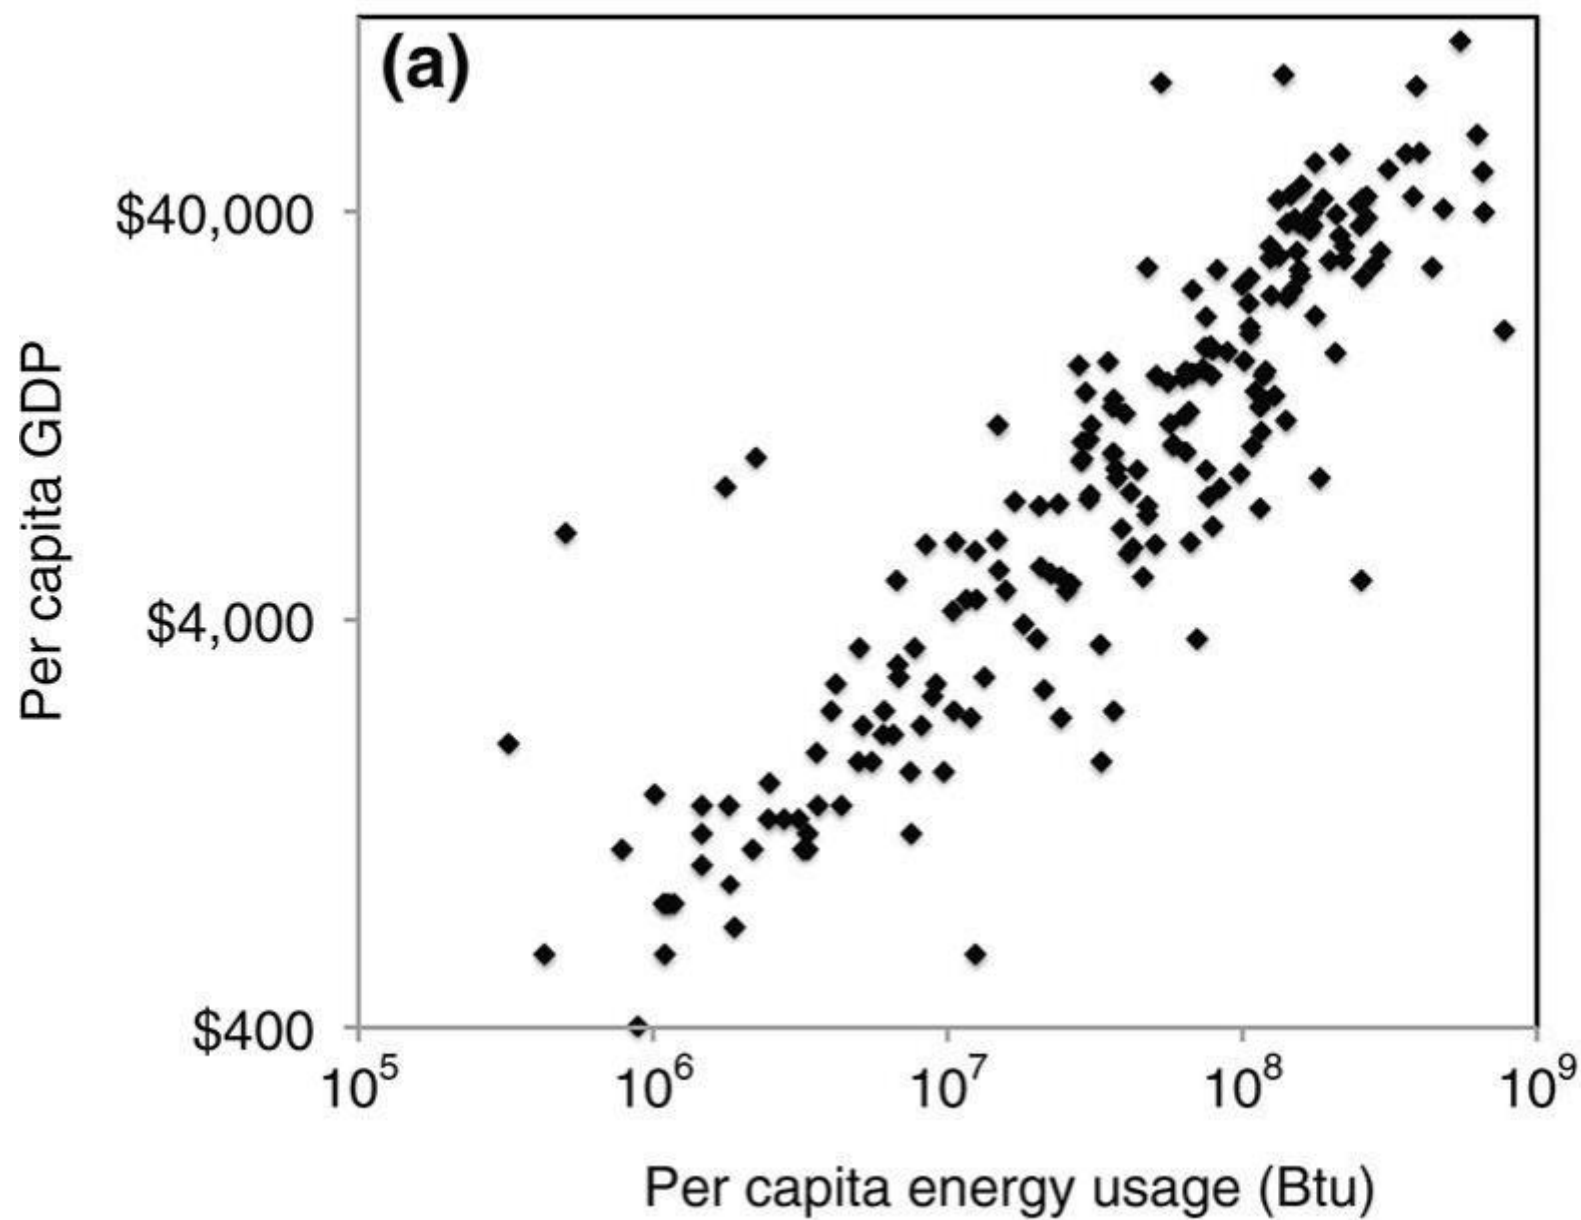 (a)
$40,000
$4,000
$400
Per capita GDP
10^5 10^6 10^7 10^8 10^9
Per capita energy usage (Btu)